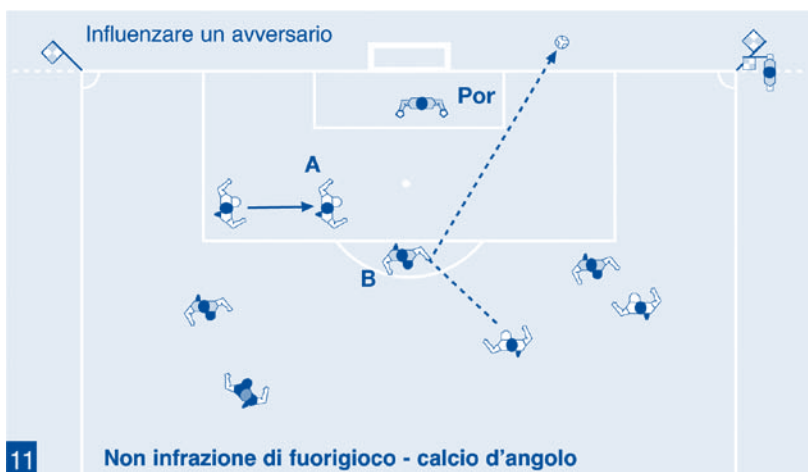 Influenzare un avversario
Por
A
B
11
Non infrazione di fuorigioco - calcio d'angolo